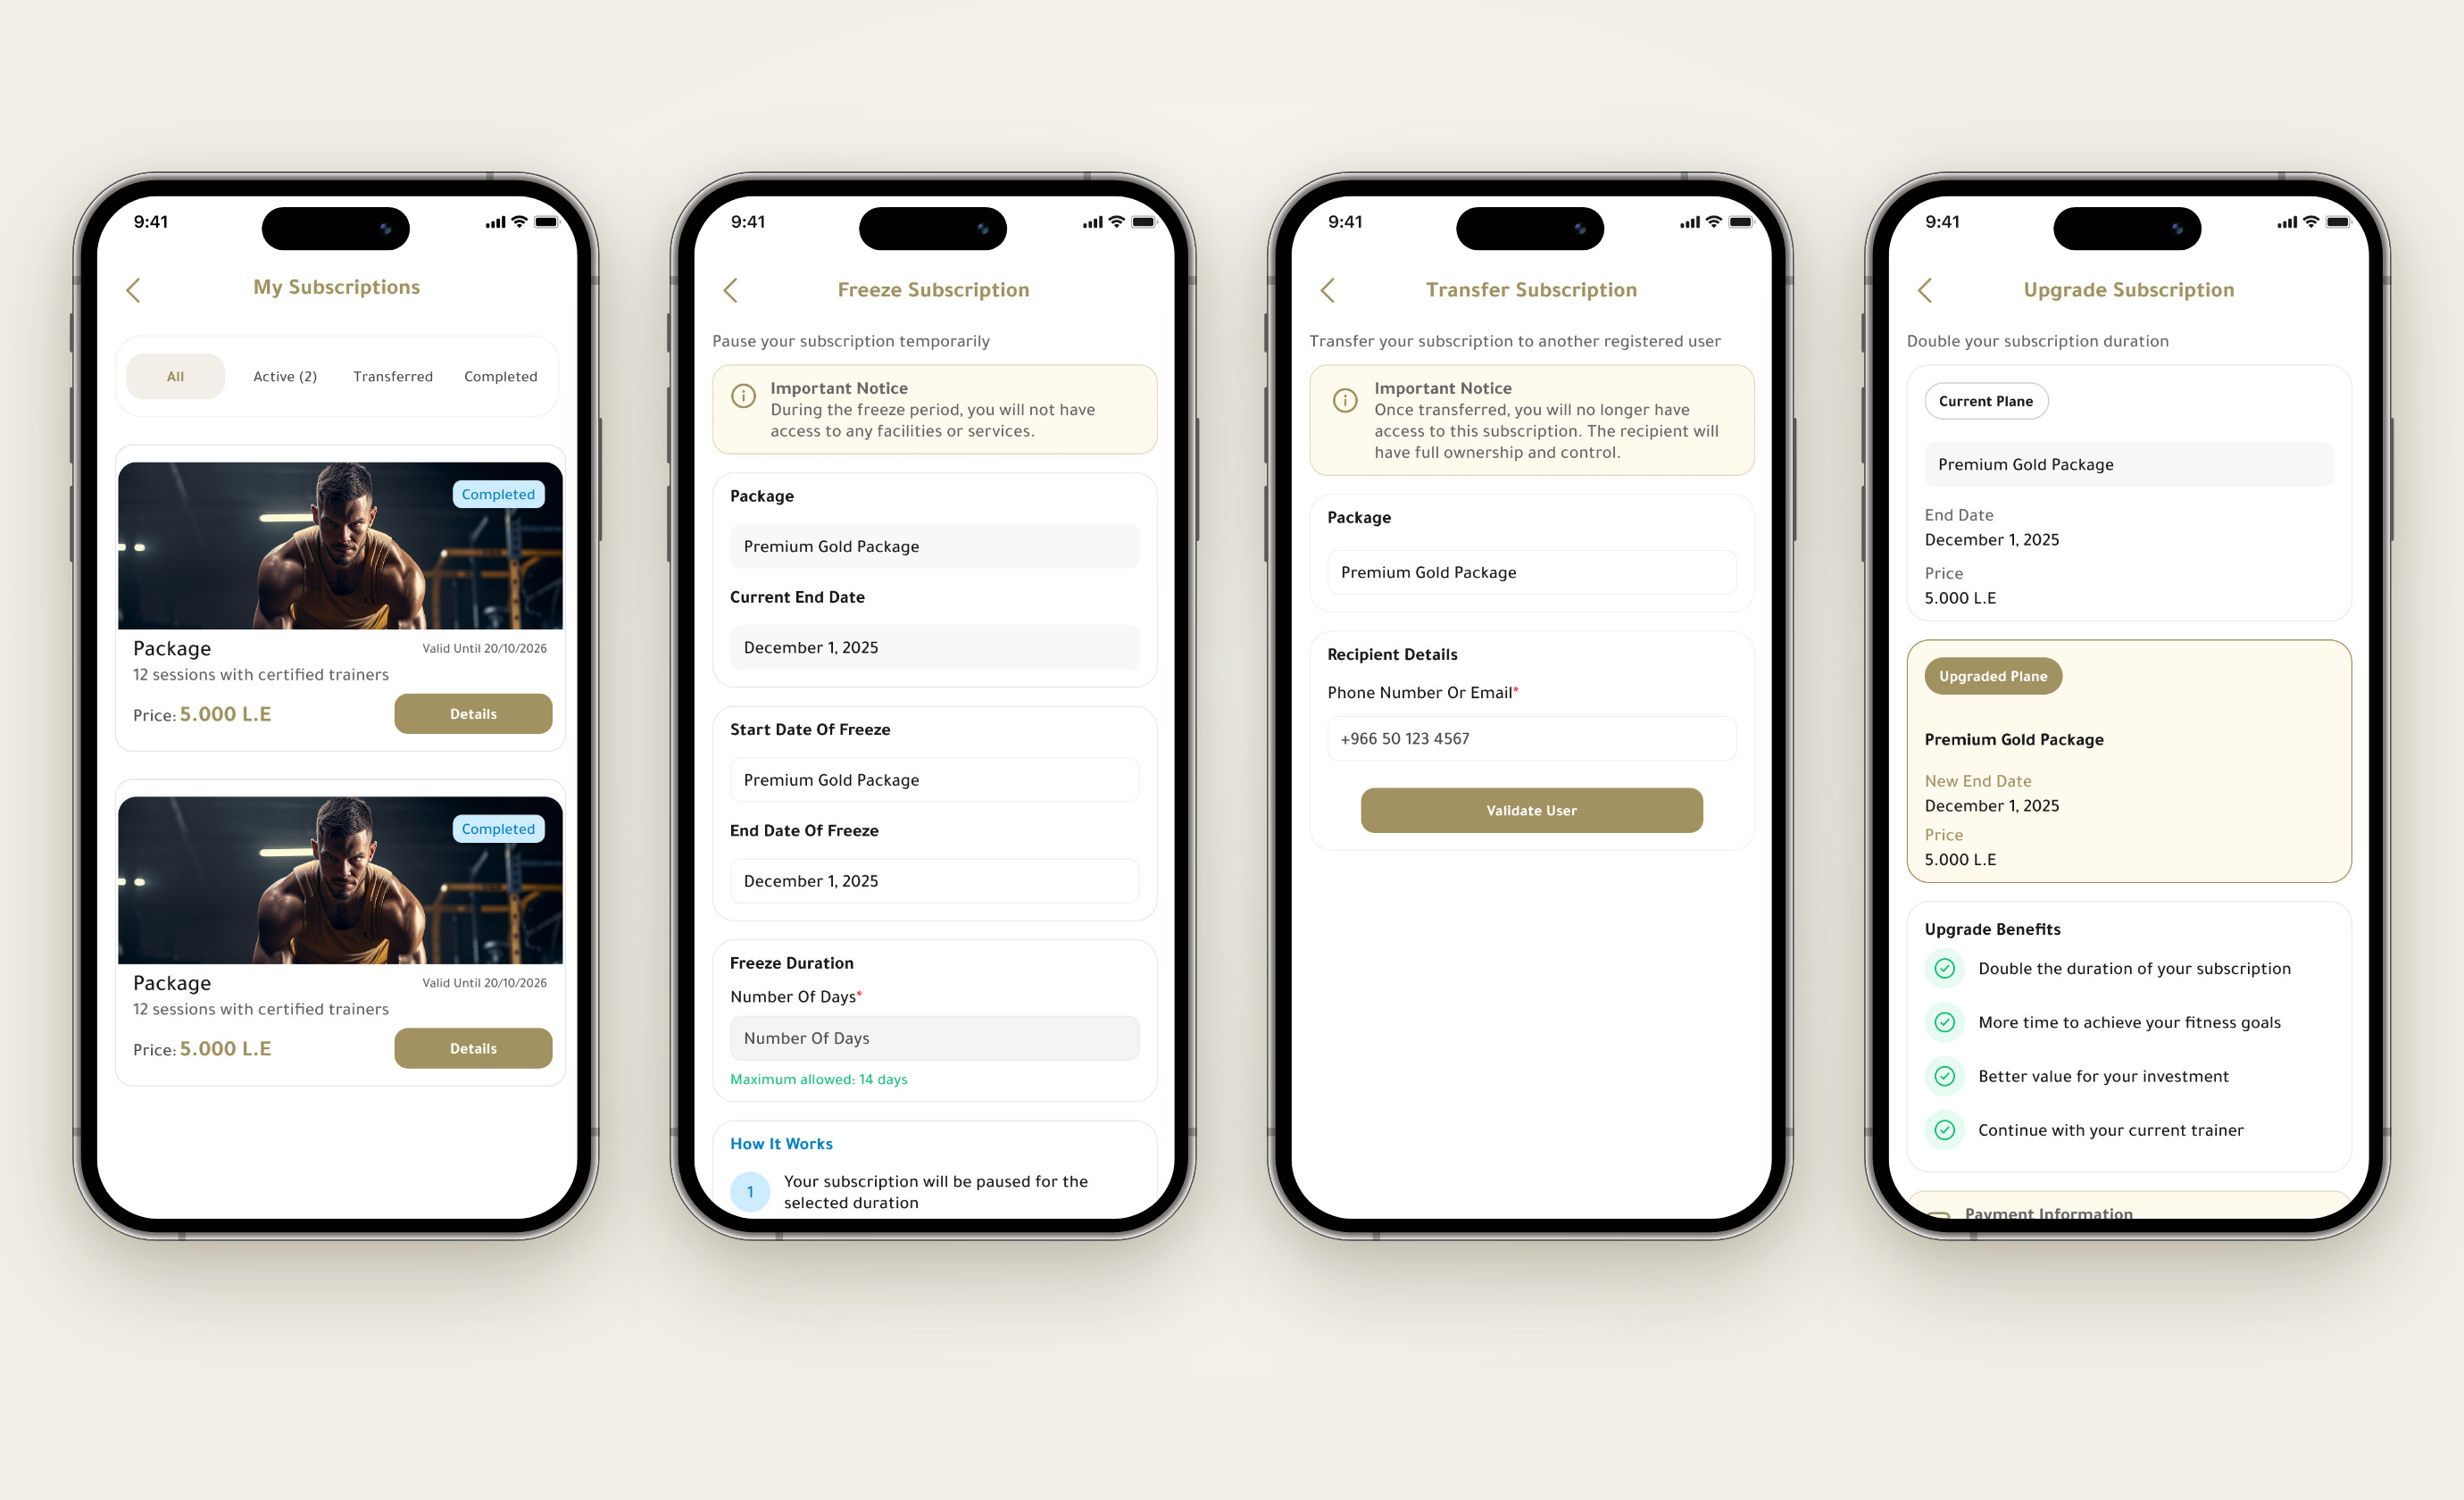 9:41
My Subscriptions
All
Active (2)
Transferred
Completed
Completed
Package
Valid Until 20/10/2026
12 sessions with certified trainers
Price: 5.000 L.E
Details
Completed
Package
Valid Until 20/10/2026
12 sessions with certified trainers
Price: 5.000 L.E
Details
9:41
Freeze Subscription
Pause your subscription temporarily
Important Notice
During the freeze period, you will not have
access to any facilities or services.
Package
Premium Gold Package
Current End Date
December 1, 2025
Start Date Of Freeze
Premium Gold Package
End Date Of Freeze
December 1, 2025
Freeze Duration
Number Of Days*
Number Of Days
Maximum allowed: 14 days
How It Works
1
Your subscription will be paused for the
selected duration
9:41
Transfer Subscription
Transfer your subscription to another registered user
Important Notice
Once transferred, you will no longer have
access to this subscription. The recipient will
have full ownership and control.
Package
Premium Gold Package
Recipient Details
Phone Number Or Email*
+966 50 123 4567
Validate User
9:41
Upgrade Subscription
Double your subscription duration
Current Plane
Premium Gold Package
End Date
December 1, 2025
Price
5.000 L.E
Upgraded Plane
Premium Gold Package
New End Date
December 1, 2025
Price
5.000 L.E
Upgrade Benefits
Double the duration of your subscription
More time to achieve your fitness goals
Better value for your investment
Continue with your current trainer
Payment Information